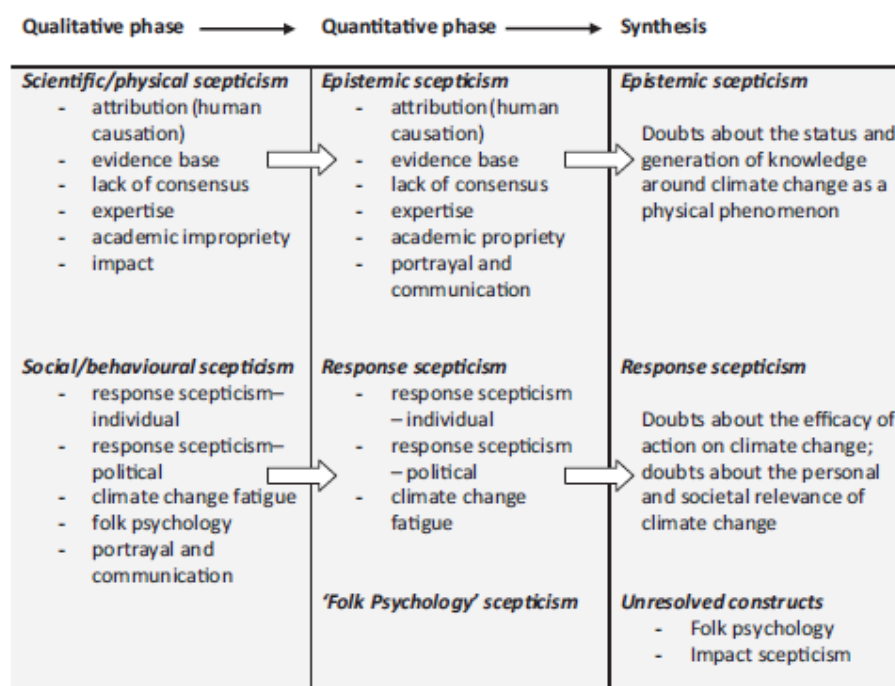 Qualitative phase
Quantitative phase
Synthesis
Scientific/physical scepticism
- attribution (human
causation)
- evidence base
- lack of consensus
- expertise
- academic impropriety
- impact
Epistemic scepticism
- attribution (human
causation)
- evidence base
- lack of consensus
- expertise
- academic propriety
- portrayal and
communication
Epistemic scepticism
Doubts about the status and
generation of knowledge
around climate change as a
physical phenomenon
Social/behavioural scepticism
- response scepticism–
individual
- response scepticism–
political
- climate change fatigue
- folk psychology
- portrayal and
communication
Response scepticism
- response scepticism
– individual
- response scepticism
– political
- climate change
fatigue
Response scepticism
Doubts about the efficacy of
action on climate change;
doubts about the personal
and societal relevance of
climate change
‘Folk Psychology’ scepticism
Unresolved constructs
- Folk psychology
- Impact scepticism